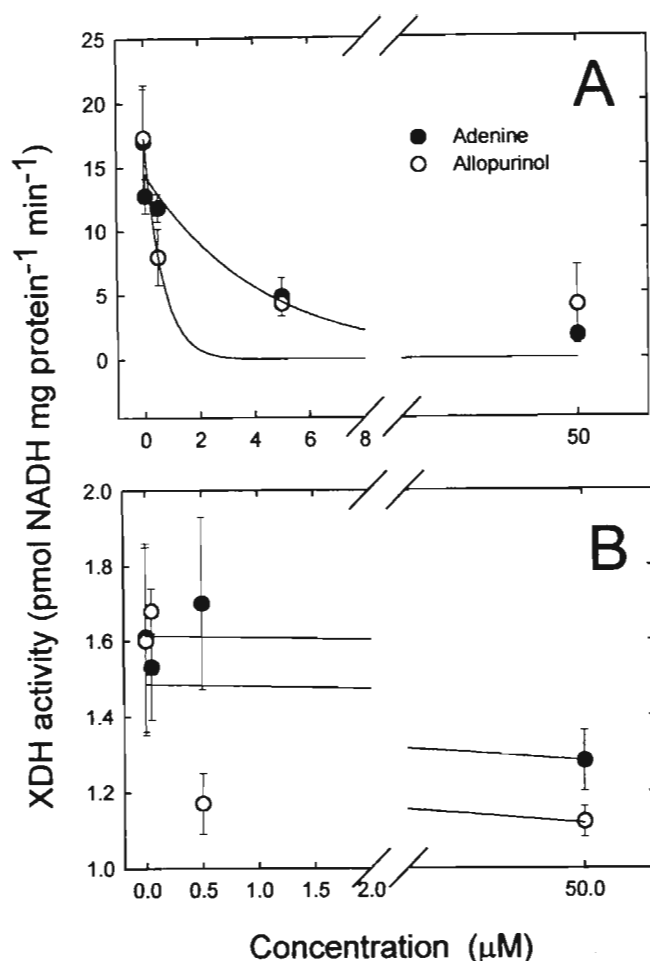 XDH activity (pmol NADH mg protein⁻¹ min⁻¹)
25
20
15
10
5
0
A
Adenine
Allopurinol
0 2 4 6 8 50
2.0
1.8
1.6
1.4
1.2
1.0
B
0.0 0.5 1.0 1.5 2.0 50.0
Concentration (μM)